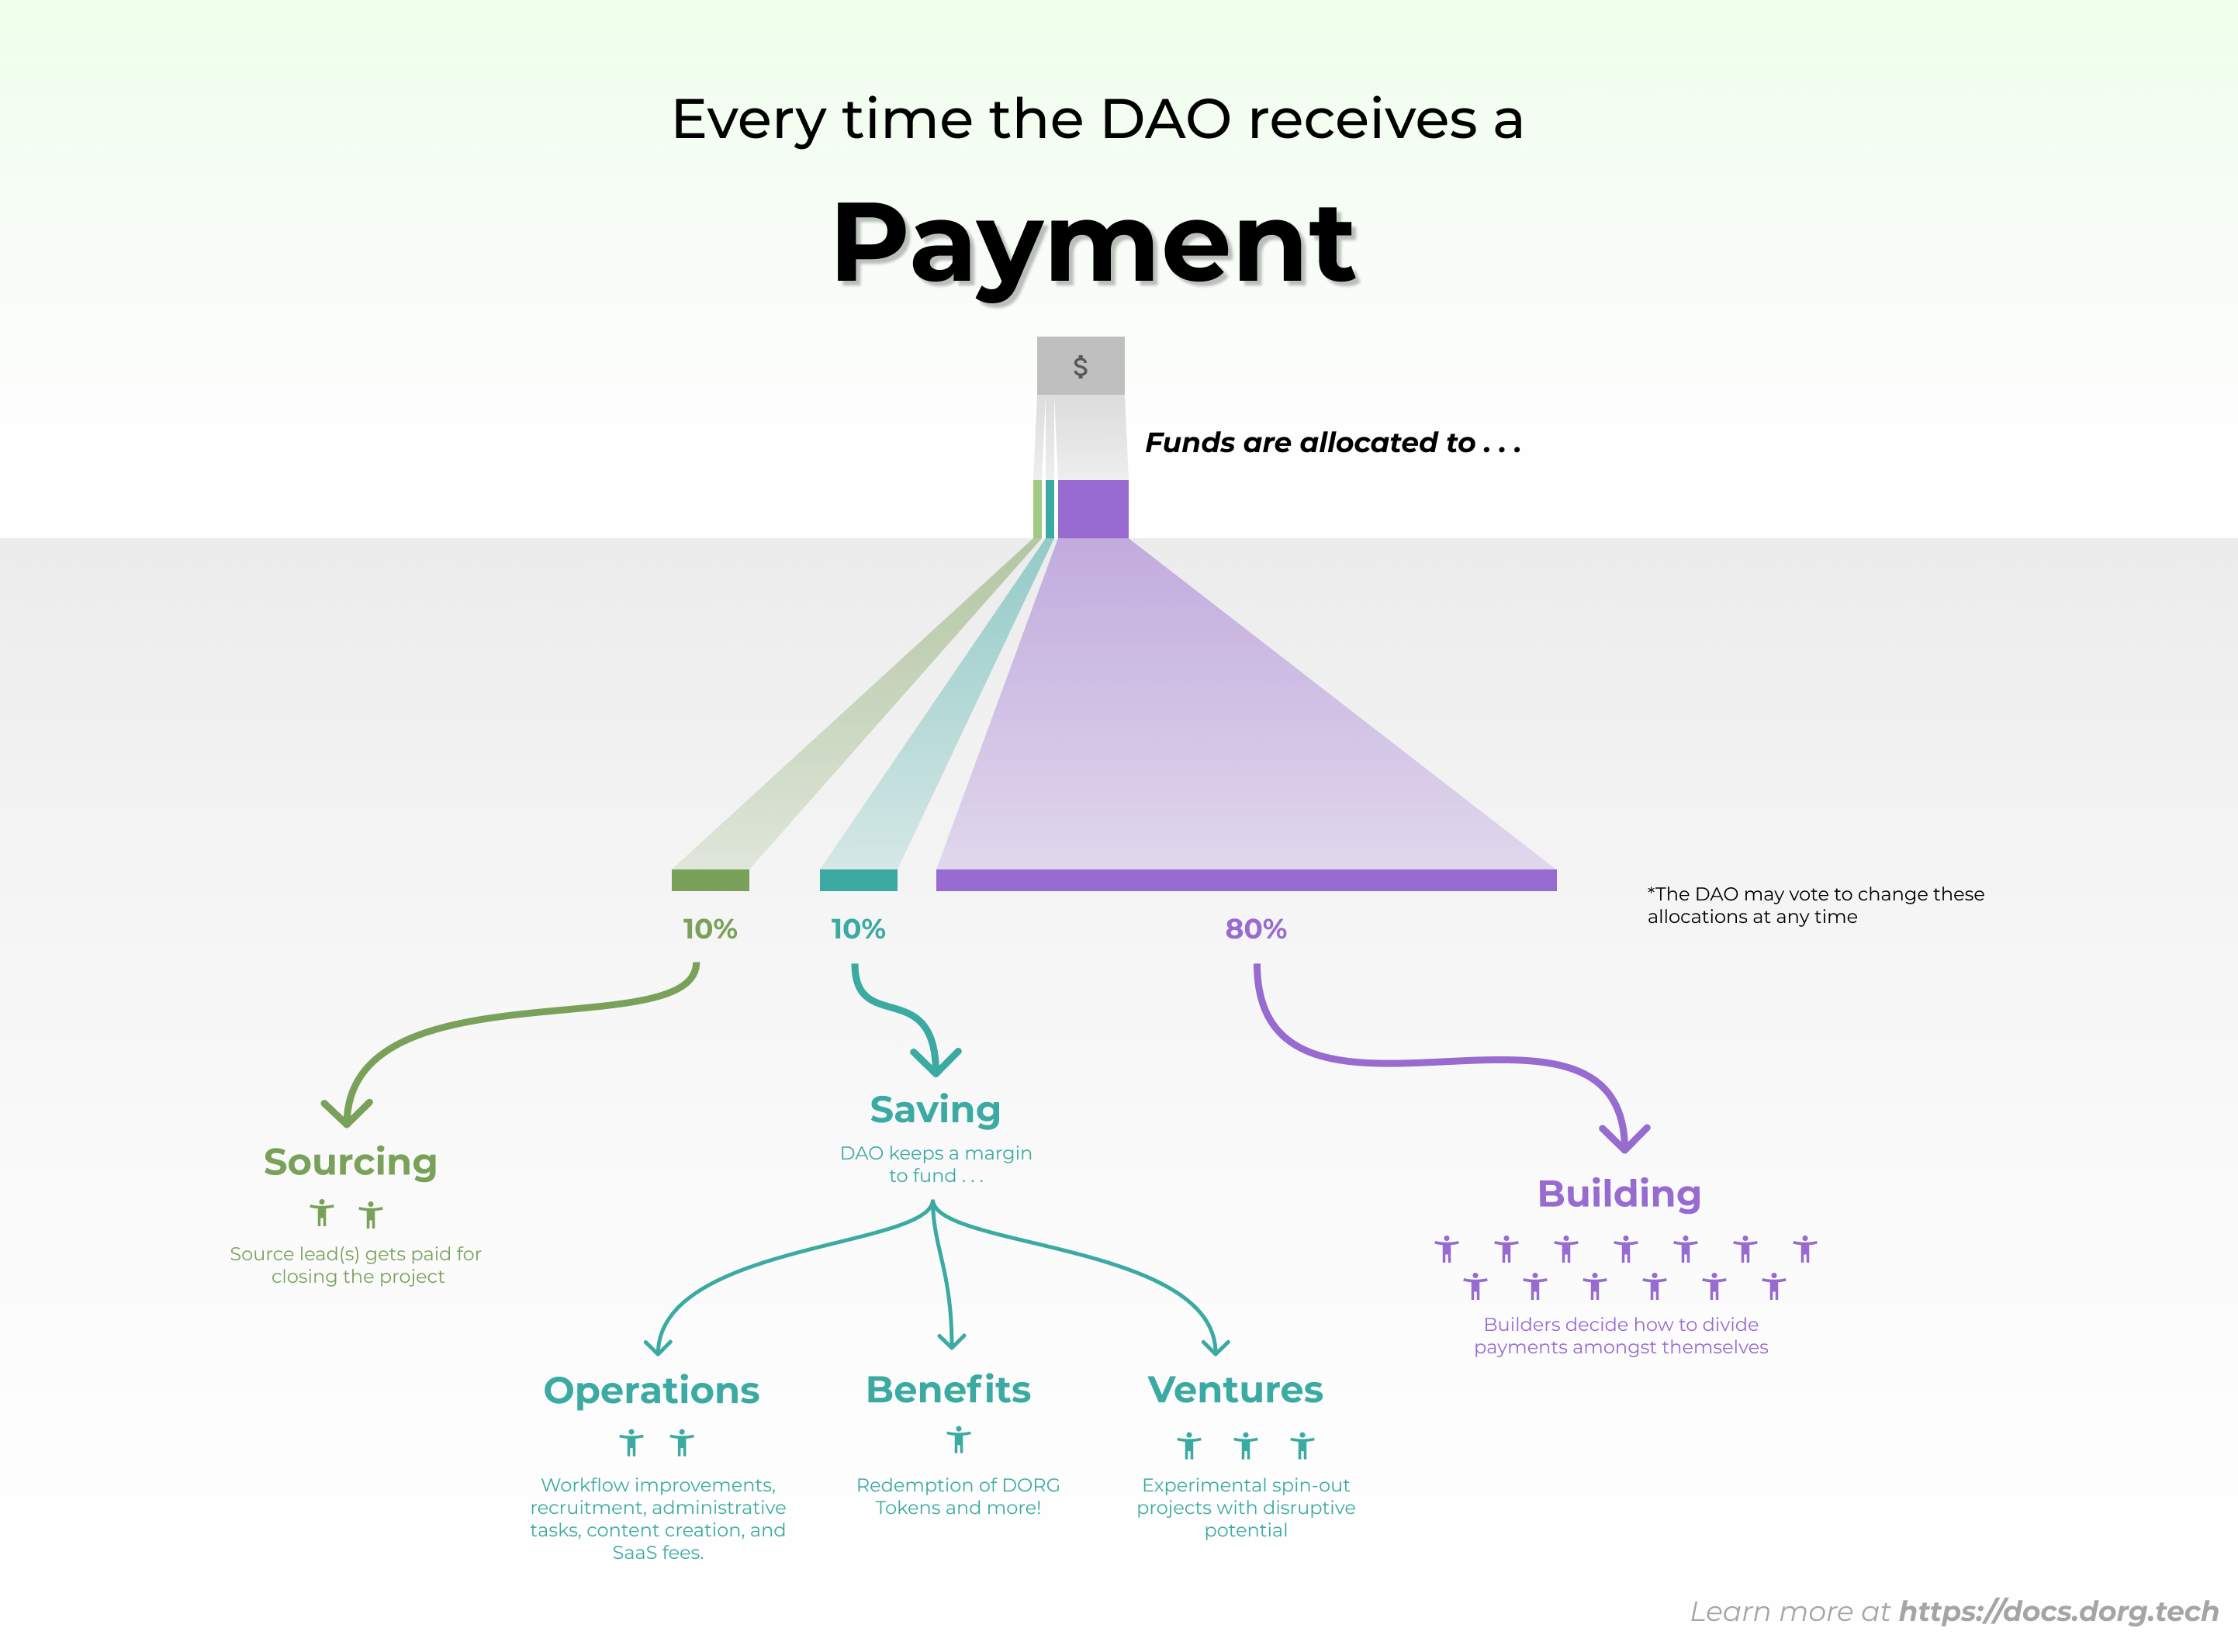 Every time the DAO receives a
Payment
$
Funds are allocated to . . .
10%
10%
80%
*The DAO may vote to change these
allocations at any time
Sourcing
Source lead(s) gets paid for
closing the project
Saving
DAO keeps a margin
to fund . . .
Building
Builders decide how to divide
payments amongst themselves
Operations
Workflow improvements,
recruitment, administrative
tasks, content creation, and
SaaS fees.
Benefits
Redemption of DORG
Tokens and more!
Ventures
Experimental spin-out
projects with disruptive
potential
Learn more at https://docs.dorg.tech